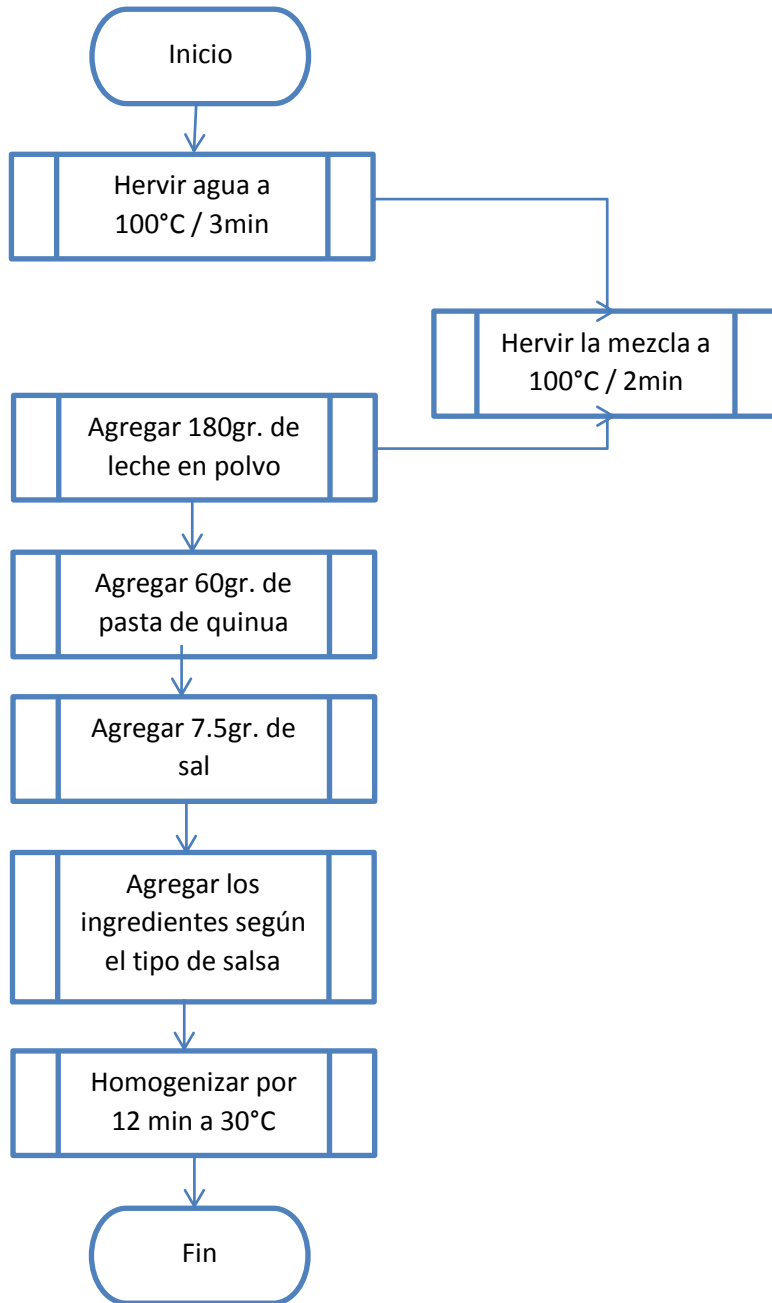 Inicio
Hervir agua a
100°C / 3min
Hervir la mezcla a
100°C / 2min
Agregar 180gr. de
leche en polvo
Agregar 60gr. de
pasta de quinua
Agregar 7.5gr. de
sal
Agregar los
ingredientes según
el tipo de salsa
Homogenizar por
12 min a 30°C
Fin